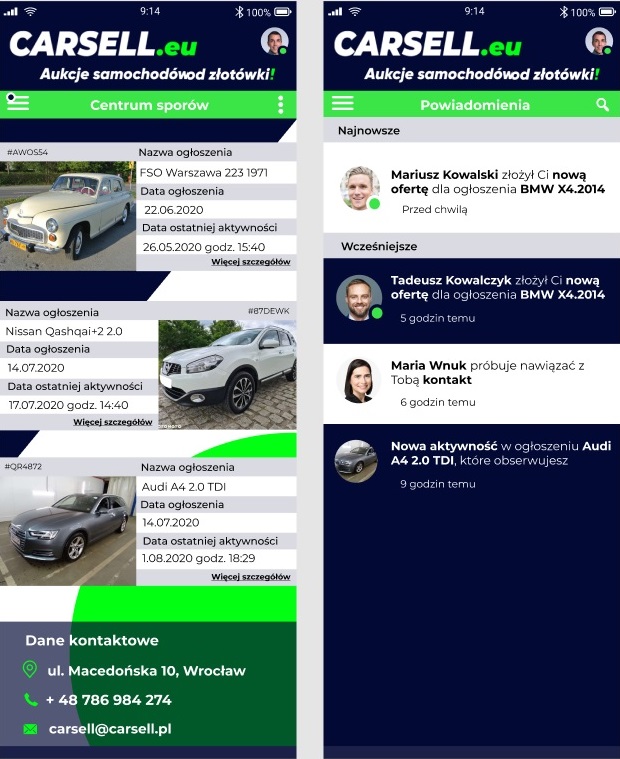 9:14
100%
CARSELL.eu
Aukcje samochodówod złotówki!
Centrum sporów
#AWOS54
Nazwa ogłoszenia
FSO Warszawa 223 1971
Data ogłoszenia
22.06.2020
Data ostatniej aktywności
26.05.2020 godz. 15:40
Więcej szczegółów
Nazwa ogłoszenia
#87DEWK
Nissan Qashqai+2 2.0
Data ogłoszenia
14.07.2020
Data ostatniej aktywności
17.07.2020 godz. 14:40
Więcej szczegółów
OTOMOTO
#QR4872
Nazwa ogłoszenia
Audi A4 2.0 TDI
Data ogłoszenia
14.07.2020
Data ostatniej aktywności
1.08.2020 godz. 18:29
Więcej szczegółów
Dane kontaktowe
ul. Macedońska 10, Wrocław
+ 48 786 984 274
carsell@carsell.pl
9:14
100%
CARSELL.eu
Aukcje samochodówod złotówki!
Powiadomienia
Najnowsze
Mariusz Kowalski złożył Ci nową
ofertę dla ogłoszenia BMW X4.2014
Przed chwilą
Wcześniejsze
Tadeusz Kowalczyk złożył Ci nową
ofertę dla ogłoszenia BMW X4.2014
5 godzin temu
Maria Wnuk próbuje nawiązać z
Tobą kontakt
6 godzin temu
Nowa aktywność w ogłoszeniu Audi
A4 2.0 TDI, które obserwujesz
9 godzin temu